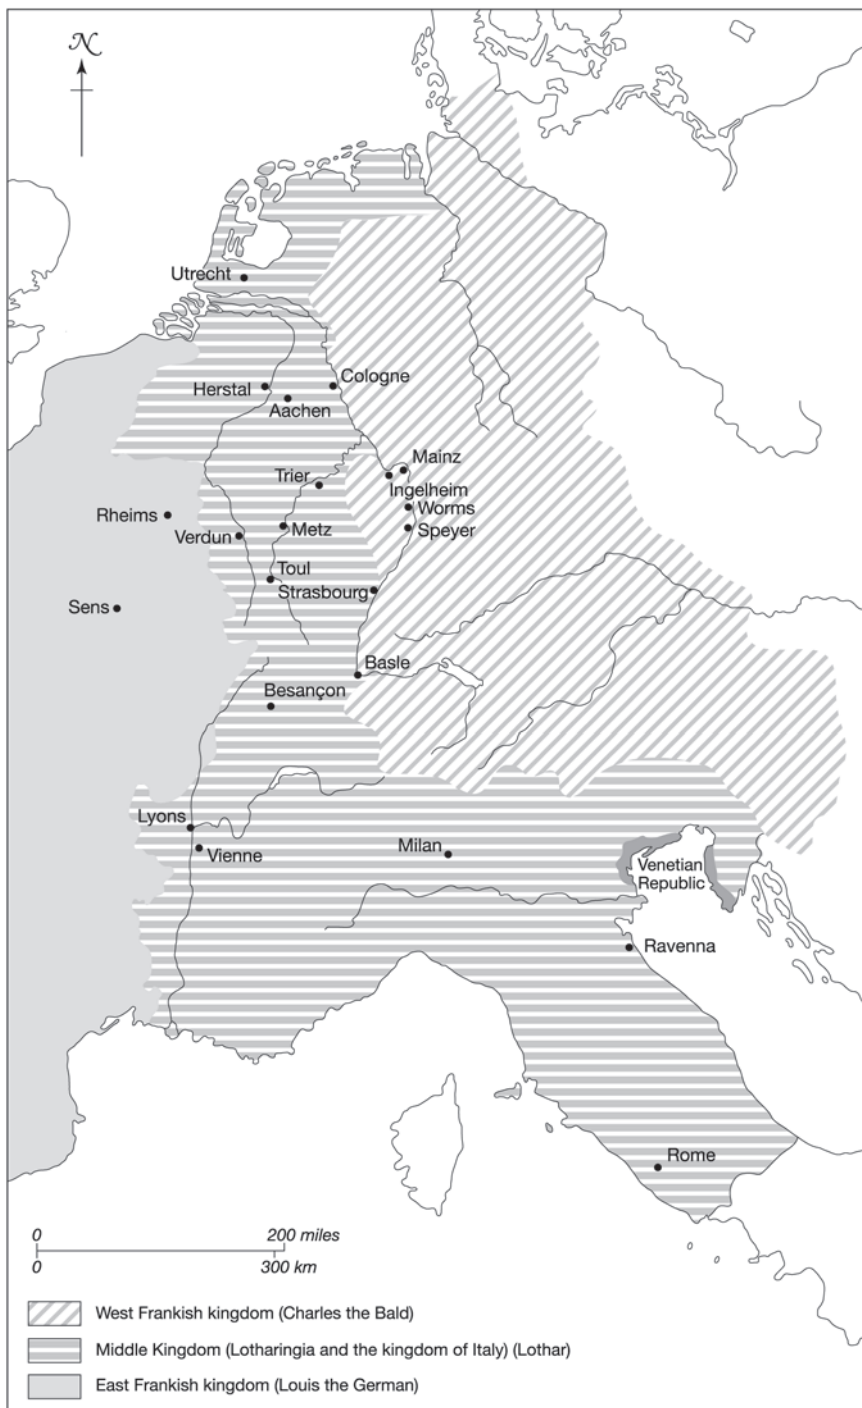 N
Utrecht
Herstal
Cologne
Aachen
Mainz
Trier
Ingelheim
Rheims
Worms
Verdun
Metz
Speyer
Toul
Strasbourg
Sens
Basle
Besançon
Lyons
Vienne
Milan
Venetian
Republic
Ravenna
Rome
0 200 miles
0 300 km
West Frankish kingdom (Charles the Bald)
Middle Kingdom (Lotharingia and the kingdom of Italy) (Lothar)
East Frankish kingdom (Louis the German)